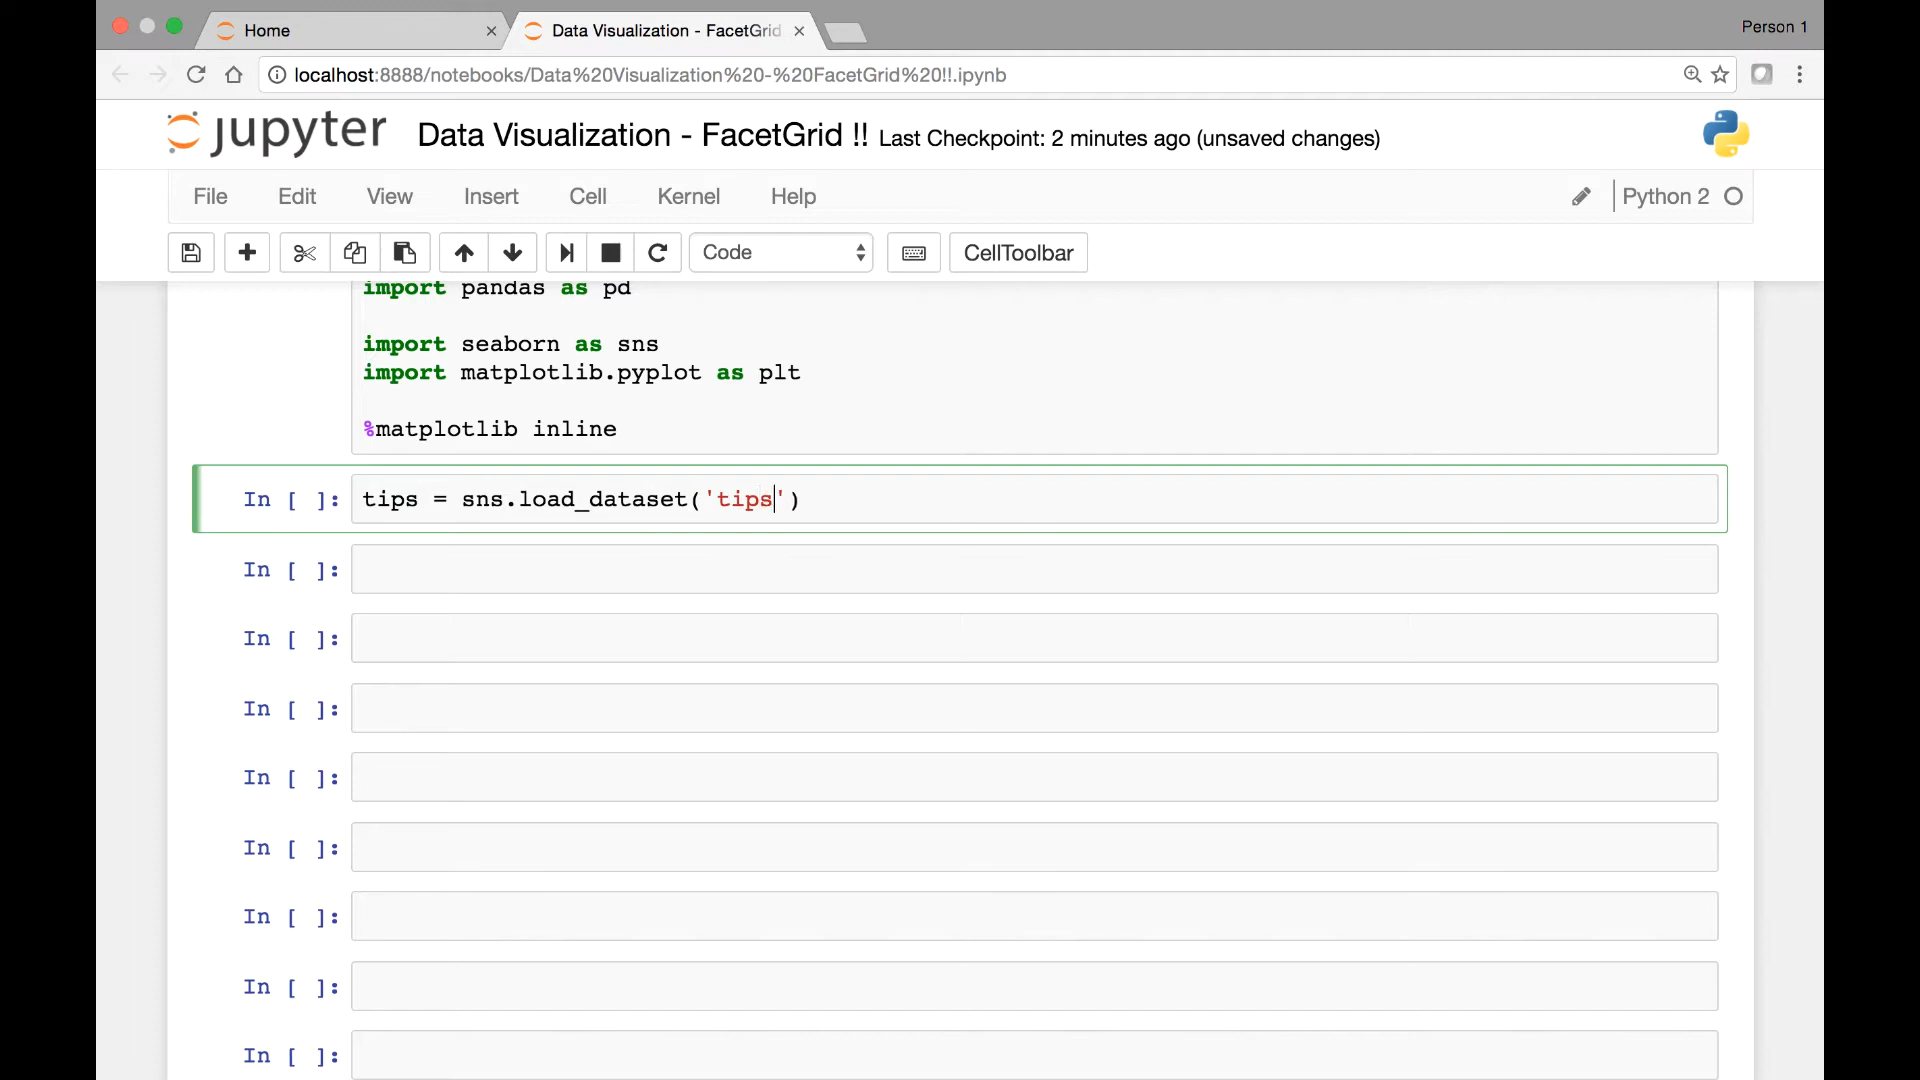 Home
Data Visualization - FacetGrid
Person 1
localhost:8888/notebooks/Data%20Visualization%20-%20FacetGrid%20!!.ipynb
jupyter Data Visualization - FacetGrid !! Last Checkpoint: 2 minutes ago (unsaved changes)
File Edit View Insert Cell Kernel Help Python 2
Code CellToolbar
import pandas as pd
import seaborn as sns
import matplotlib.pyplot as plt
%matplotlib inline
In [ ]: tips = sns.load_dataset('tips')
In [ ]:
In [ ]:
In [ ]:
In [ ]:
In [ ]:
In [ ]:
In [ ]:
In [ ]: